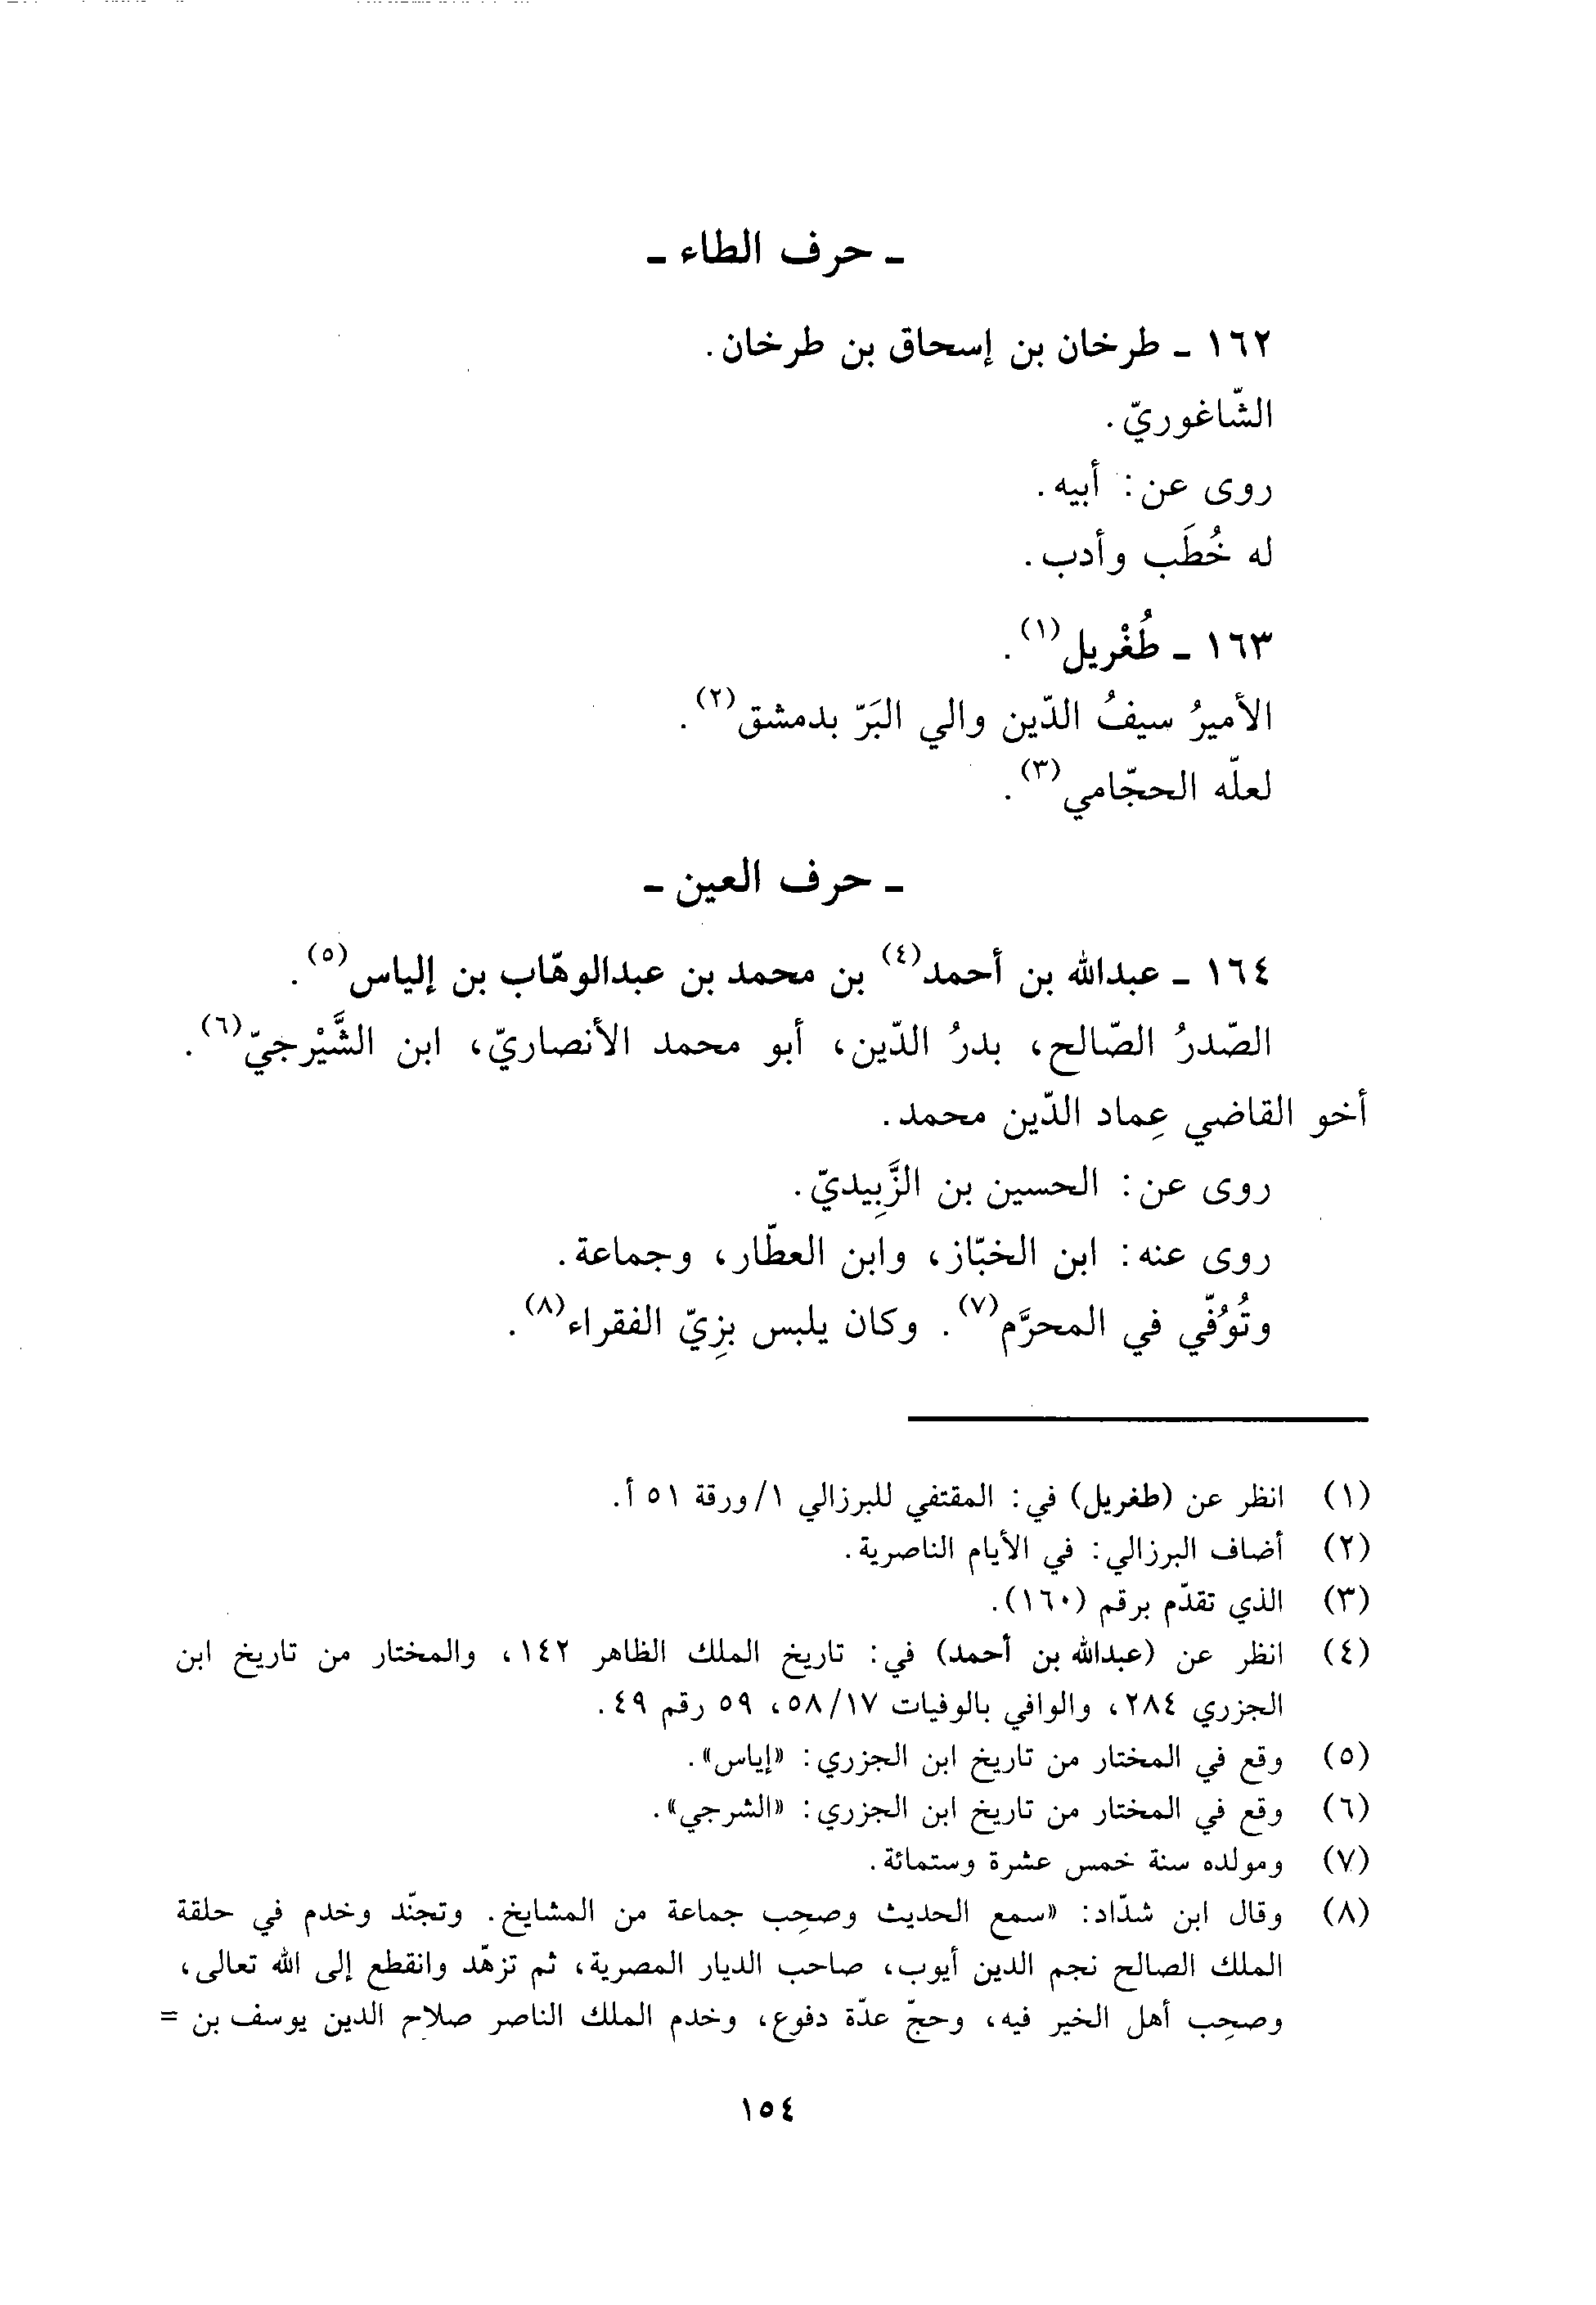 ـ حرف الطاء ـ
١٦٢ ـ طرخان بن إسحاق بن طرخان.
الشّاغوريّ.
روى عن: أبيه.
له خُطَب وأدب.
١٦٣ ـ طُغْريل(١).
الأميرُ سيفُ الدّين والي البَرّ بدمشق(٢).
لعلّه الحجّامي(٣).
ـ حرف العين ـ
١٦٤ ـ عبدالله بن أحمد(٤) بن محمد بن عبدالوهّاب بن إلياس(٥).
الصّدرُ الصّالح، بدرُ الدّين، أبو محمد الأنصاريّ، ابن الشَّيْرجيّ(٦).
أخو القاضي عِماد الدّين محمد.
روى عن: الحسين بن الزَّبِيديّ.
روى عنه: ابن الخبّاز، وابن العطّار، وجماعة.
وتُوُفّي في المحرَّم(٧). وكان يلبس بزِيّ الفقراء(٨).
(١) انظر عن (طغريل) في: المقتفي للبرزالي ١/ورقة ٥١ أ.
(٢) أضاف البرزالي: في الأيام الناصرية.
(٣) الذي تقدّم برقم (١٦٠).
(٤) انظر عن (عبدالله بن أحمد) في: تاريخ الملك الظاهر ١٤٢، والمختار من تاريخ ابن
الجزري ٢٨٤، والوافي بالوفيات ٥٨/١٧، ٥٩ رقم ٤٩.
(٥) وقع في المختار من تاريخ ابن الجزري: «إياس».
(٦) وقع في المختار من تاريخ ابن الجزري: «الشرجي».
(٧) ومولده سنة خمس عشرة وستمائة.
(٨) وقال ابن شدّاد: «سمع الحديث وصحِب جماعة من المشايخ. وتجنّد وخدم في حلقة
الملك الصالح نجم الدين أيوب، صاحب الديار المصرية، ثم تزهّد وانقطع إلى الله تعالى،
وصحِب أهل الخير فيه، وحجّ عدّة دفوع، وخدم الملك الناصر صلاح الدين يوسف بن =
١٥٤